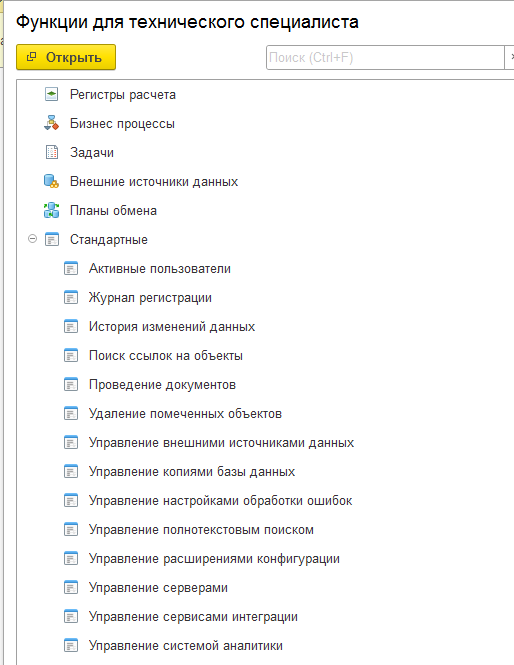 Функции для технического специалиста
Открыть
Поиск (Ctrl+F)
Регистры расчета
Бизнес процессы
Задачи
Внешние источники данных
Планы обмена
Стандартные
Активные пользователи
Журнал регистрации
История изменений данных
Поиск ссылок на объекты
Проведение документов
Удаление помеченных объектов
Управление внешними источниками данных
Управление копиями базы данных
Управление настройками обработки ошибок
Управление полнотекстовым поиском
Управление расширениями конфигурации
Управление серверами
Управление сервисами интеграции
Управление системой аналитики